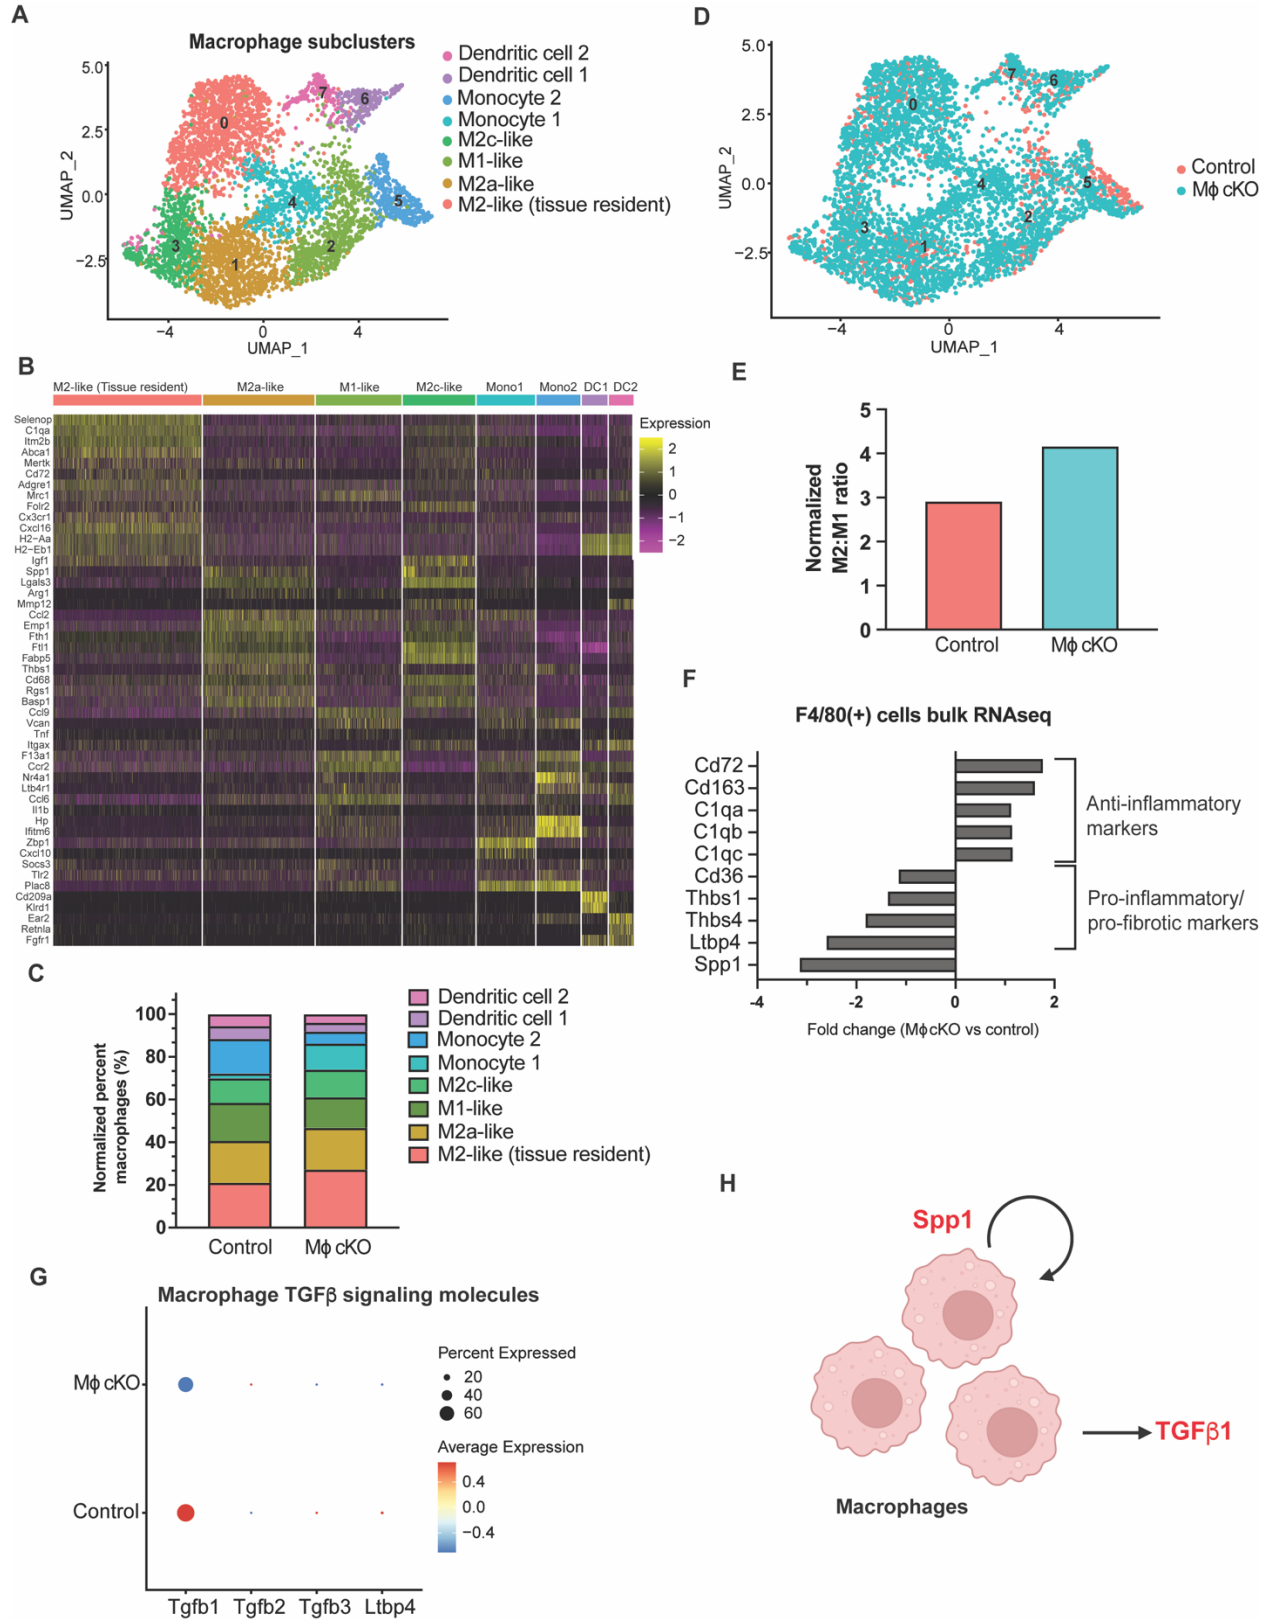 A
Macrophage subclusters
Dendritic cell 2
Dendritic cell 1
Monocyte 2
Monocyte 1
M2c-like
M1-like
M2a-like
M2-like (tissue resident)
5.0
2.5
0.0
−2.5
UMAP_2
−4
0
4
UMAP_1
0
1
2
3
4
5
6
7
D
5.0
2.5
0.0
−2.5
UMAP_2
−4
0
4
UMAP_1
0
1
2
3
4
5
6
7
Control
Mϕ cKO
B
M2-like (Tissue resident)
M2a-like
M1-like
M2c-like
Mono1
Mono2
DC1
DC2
Selenop
C1qa
Itm2b
Abca1
Mertk
Cd72
Adgre1
Mrc1
Folr2
Cx3cr1
Cxcl16
H2−Aa
H2−Eb1
Igf1
Spp1
Lgals3
Arg1
Mmp12
Ccl2
Emp1
Fth1
Ftl1
Fabp5
Thbs1
Cd68
Rgs1
Basp1
Ccl9
Vcan
Tnf
Itgax
F13a1
Ccr2
Nr4a1
Ltb4r1
Ccl6
Il1b
Hp
Ifitm6
Zbp1
Cxcl10
Socs3
Tlr2
Plac8
Cd209a
Klrd1
Ear2
Retnla
Fgfr1
Expression
2
1
0
−1
−2
E
Normalized
M2:M1 ratio
5
4
3
2
1
0
Control
Mϕ cKO
F
F4/80(+) cells bulk RNAseq
Cd72
Cd163
C1qa
C1qb
C1qc
Cd36
Thbs1
Thbs4
Ltbp4
Spp1
Anti-inflammatory
markers
Pro-inflammatory/
pro-fibrotic markers
-4
-2
0
2
Fold change (MϕcKO vs control)
C
Normalized percent
macrophages (%)
100
80
60
40
20
0
Control
Mϕ cKO
Dendritic cell 2
Dendritic cell 1
Monocyte 2
Monocyte 1
M2c-like
M1-like
M2a-like
M2-like (tissue resident)
G
Macrophage TGFβ signaling molecules
Mϕ cKO
Control
Tgfb1
Tgfb2
Tgfb3
Ltbp4
Percent Expressed
20
40
60
Average Expression
0.4
0.0
−0.4
H
Spp1
TGFβ1
Macrophages